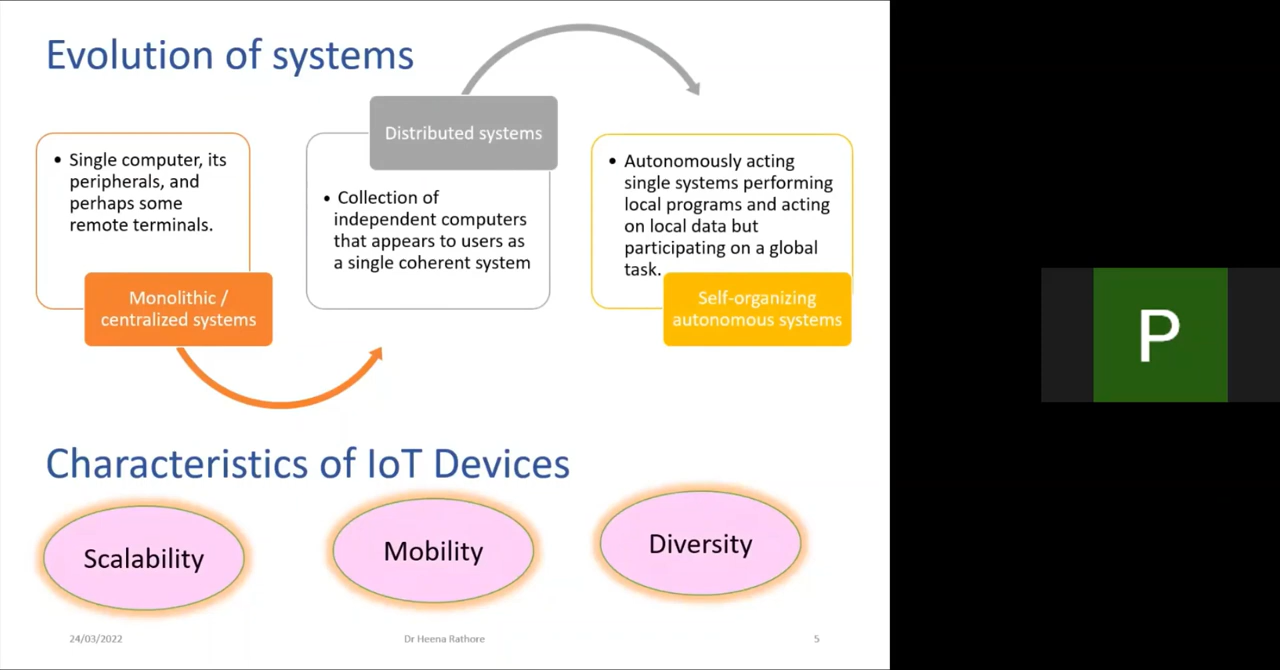 Evolution of systems
• Single computer, its
peripherals, and
perhaps some
remote terminals.
Monolithic /
centralized systems
Distributed systems
• Collection of
independent computers
that appears to users as
a single coherent system
• Autonomously acting
single systems performing
local programs and acting
on local data but
participating on a global
task.
Self-organizing
autonomous systems
Characteristics of IoT Devices
Scalability
Mobility
Diversity
24/03/2022
Dr Heena Rathore
5
P